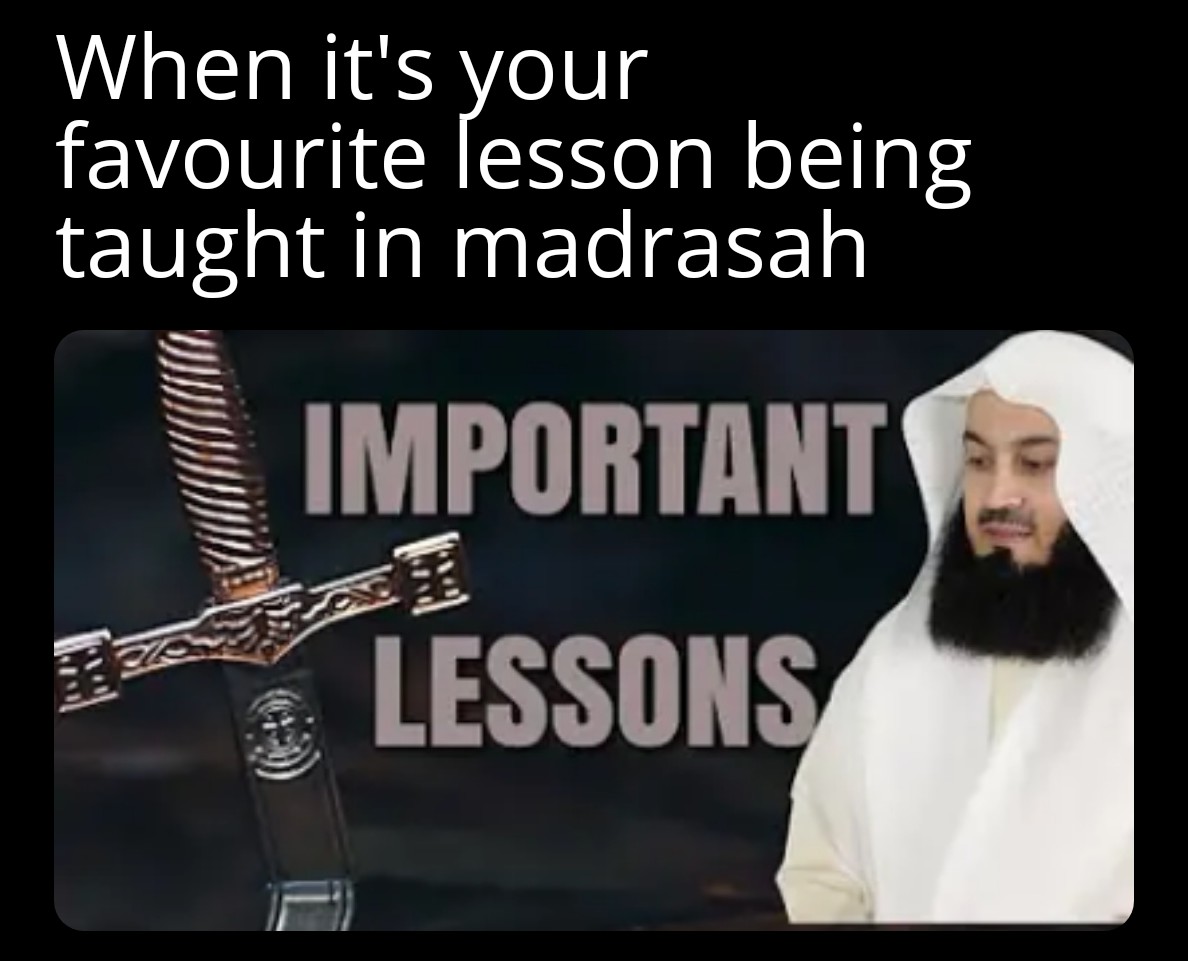 When it's your
favourite lesson being
taught in madrasah
IMPORTANT
LESSONS